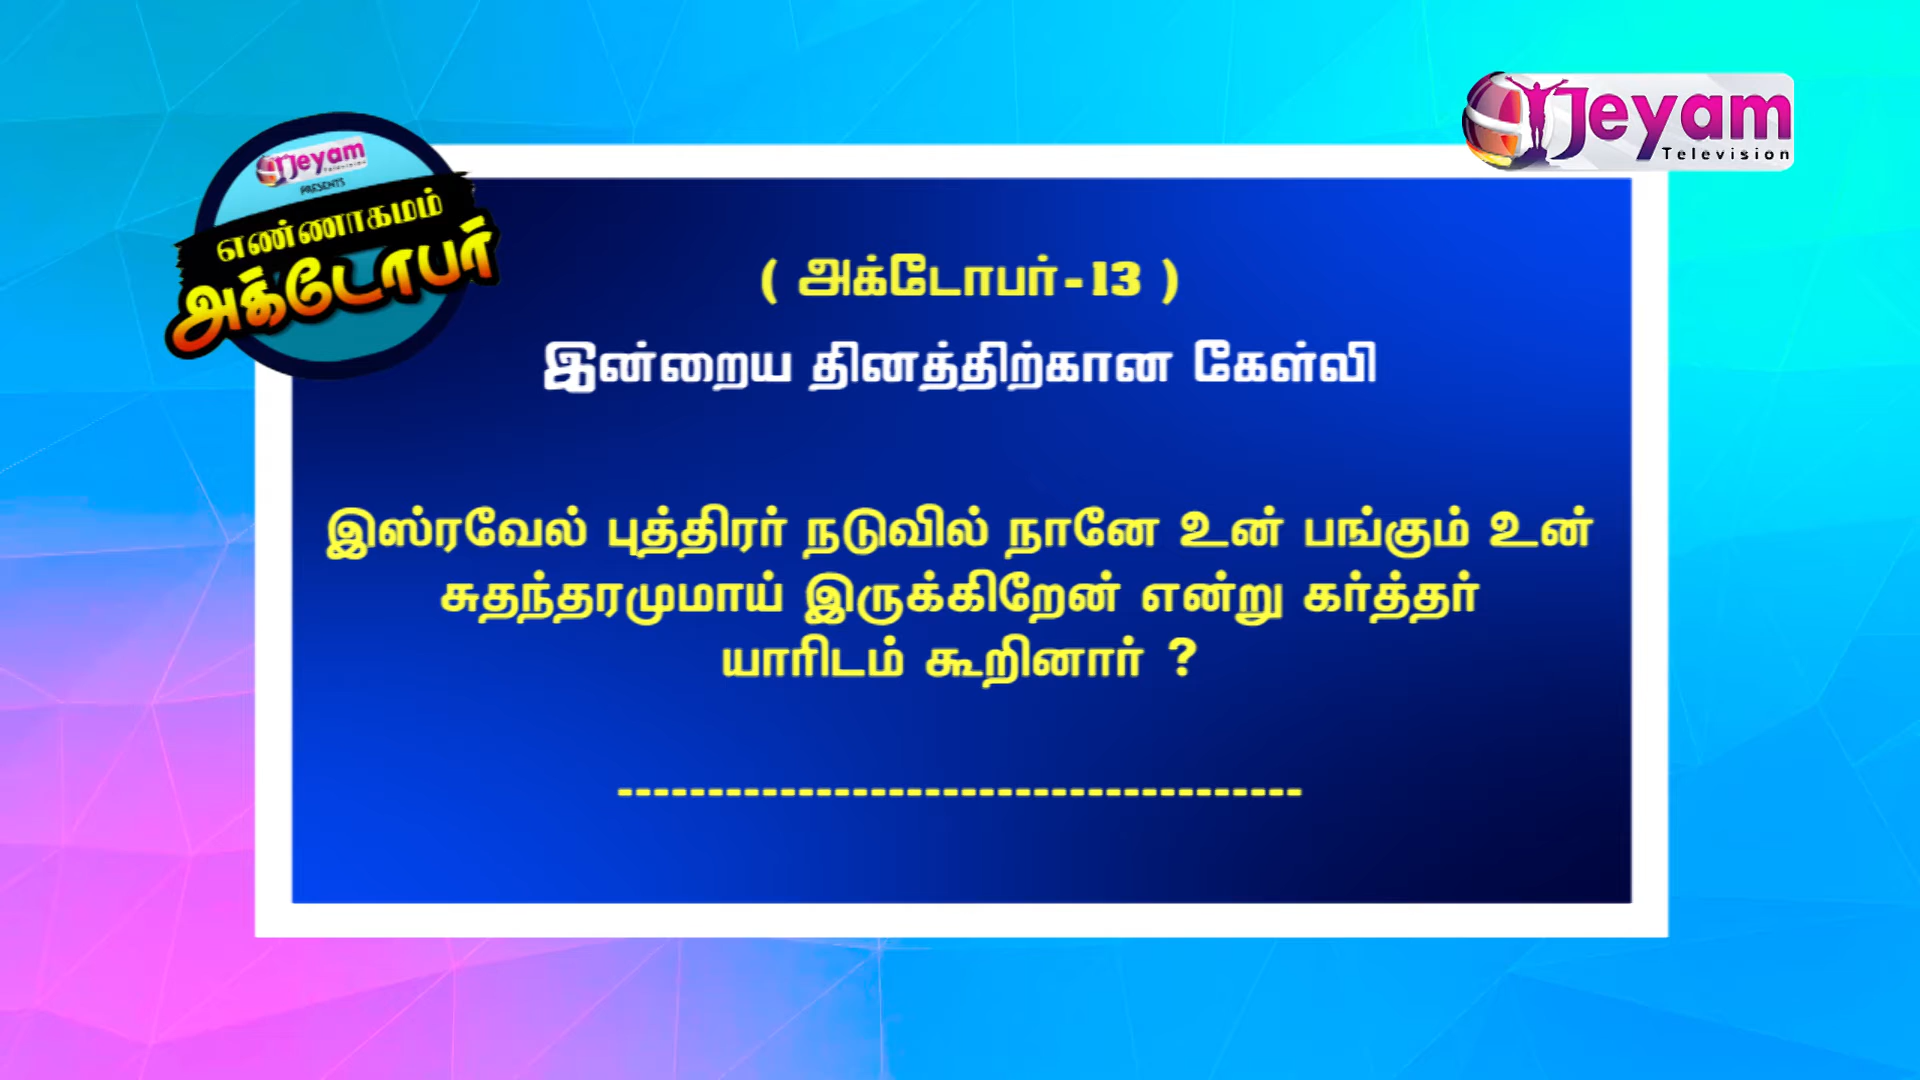 Jeyam
Television
Jeyam
Television
PRESENTS
எண்ணாகமம்
அக்டோபர்
( அக்டோபர்-13 )
இன்றைய தினத்திற்கான கேள்வி
இஸ்ரவேல் புத்திரர் நடுவில் நானே உன் பங்கும் உன்
சுதந்தரமுமாய் இருக்கிறேன் என்று கர்த்தர்
யாரிடம் கூறினார் ?
--------------------------------------